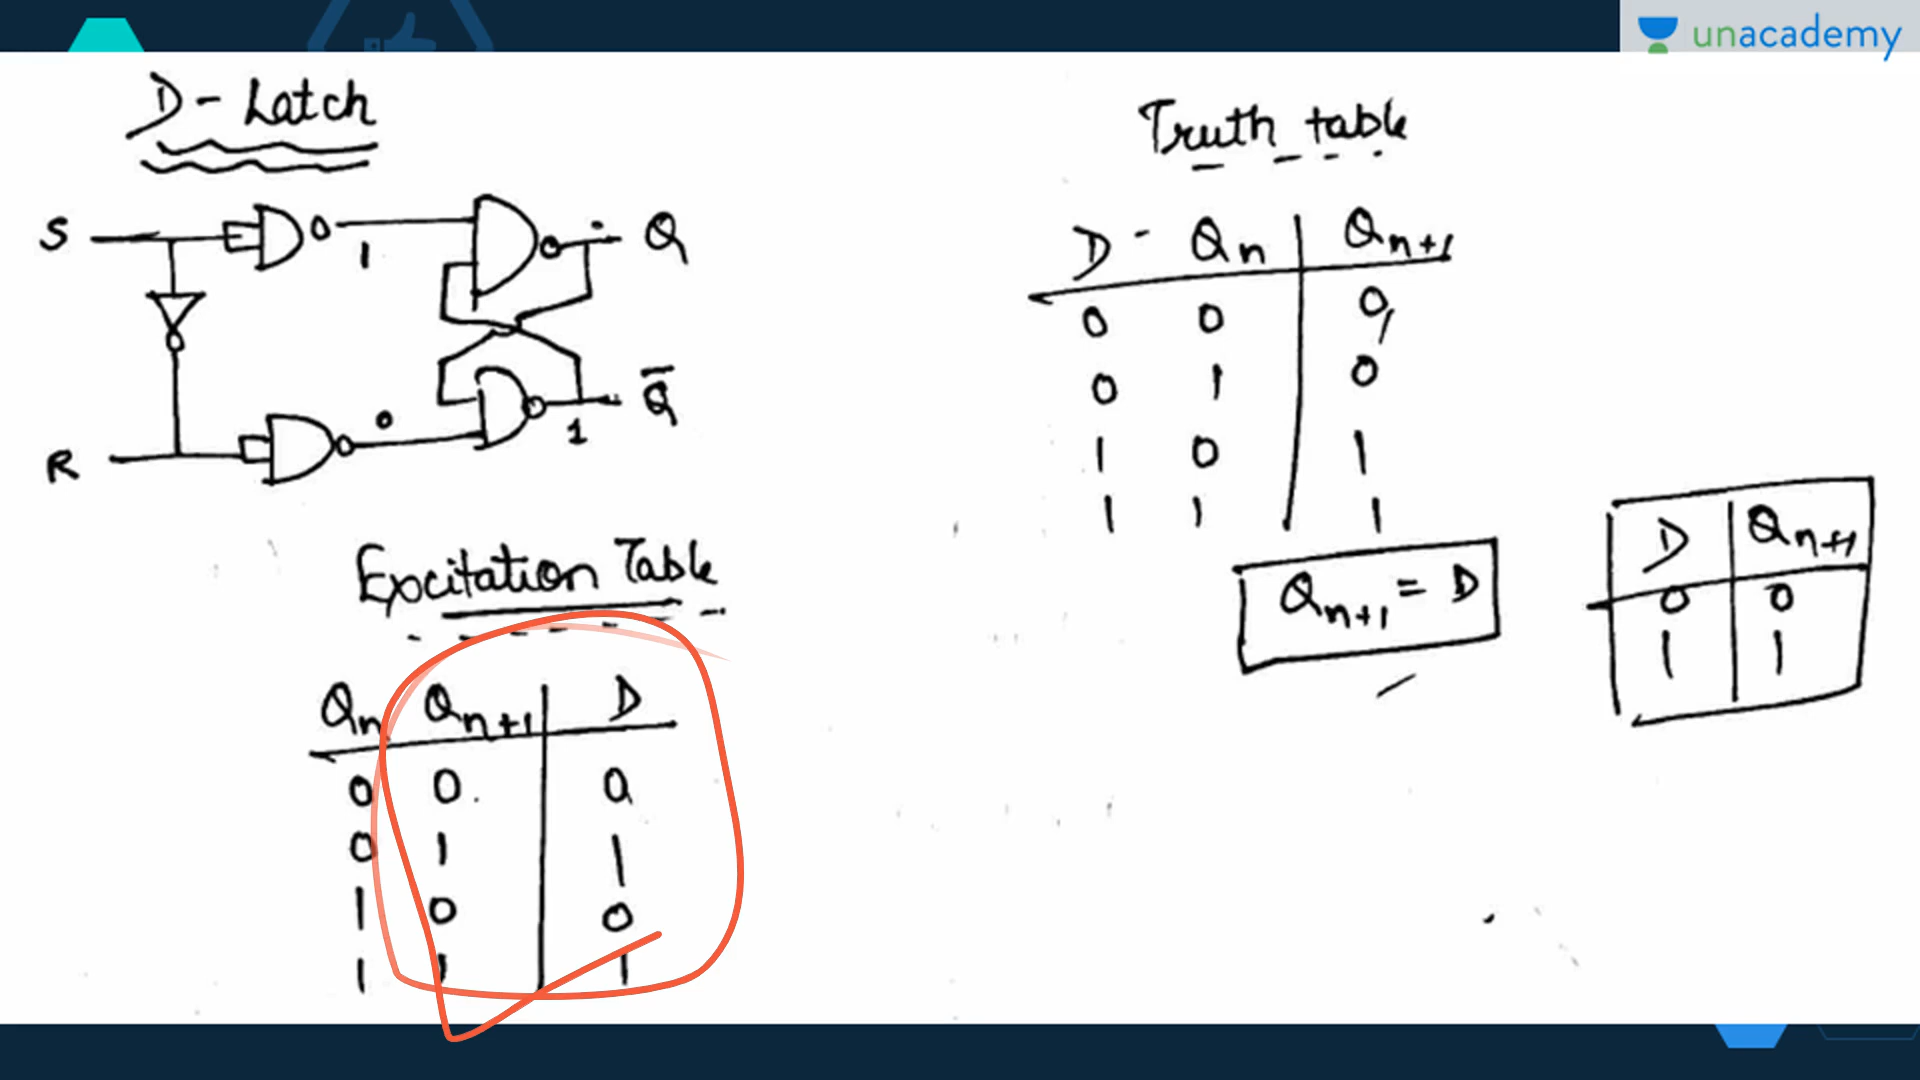 unacademy
D - Latch
S
1
Q
0
1
Q̄
R
Truth table
D - Qn Qn+1
0 0 0
0 1 0
1 0 1
1 1 1
Qn+1 = D
D Qn+1
0 0
1 1
Excitation Table
Qn Qn+1 D
0 0 0
0 1 1
1 0 0
1 1 1